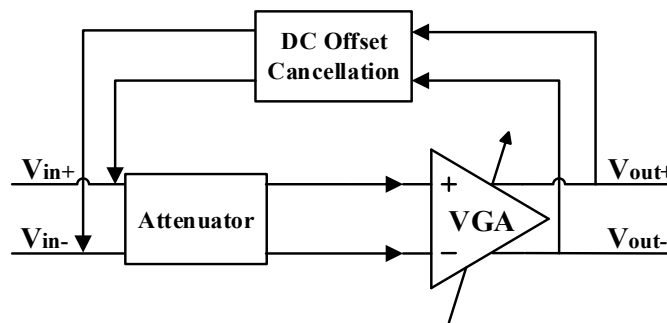 DC Offset
Cancellation
Vin+
Vout+
Attenuator
+
VGA
−
Vin-
Vout-